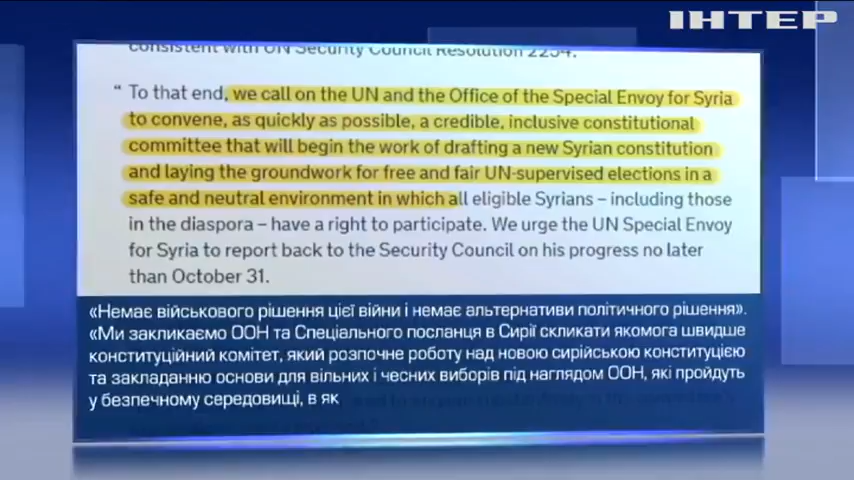 ІНТЕР
consistent with UN Security Council Resolution 2254.
“ To that end, we call on the UN and the Office of the Special Envoy for Syria
to convene, as quickly as possible, a credible, inclusive constitutional
committee that will begin the work of drafting a new Syrian constitution
and laying the groundwork for free and fair UN-supervised elections in a
safe and neutral environment in which all eligible Syrians – including those
in the diaspora – have a right to participate. We urge the UN Special Envoy
for Syria to report back to the Security Council on his progress no later
than October 31.
«Немає військового рішення цієї війни і немає альтернативи політичного рішення».
«Ми закликаємо ООН та Спеціального посланця в Сирії скликати якомога швидше
конституційний комітет, який розпочне роботу над новою сирійською конституцією
та закладанню основи для вільних і чесних виборів під наглядом ООН, які пройдуть
у безпечному середовищі, в як